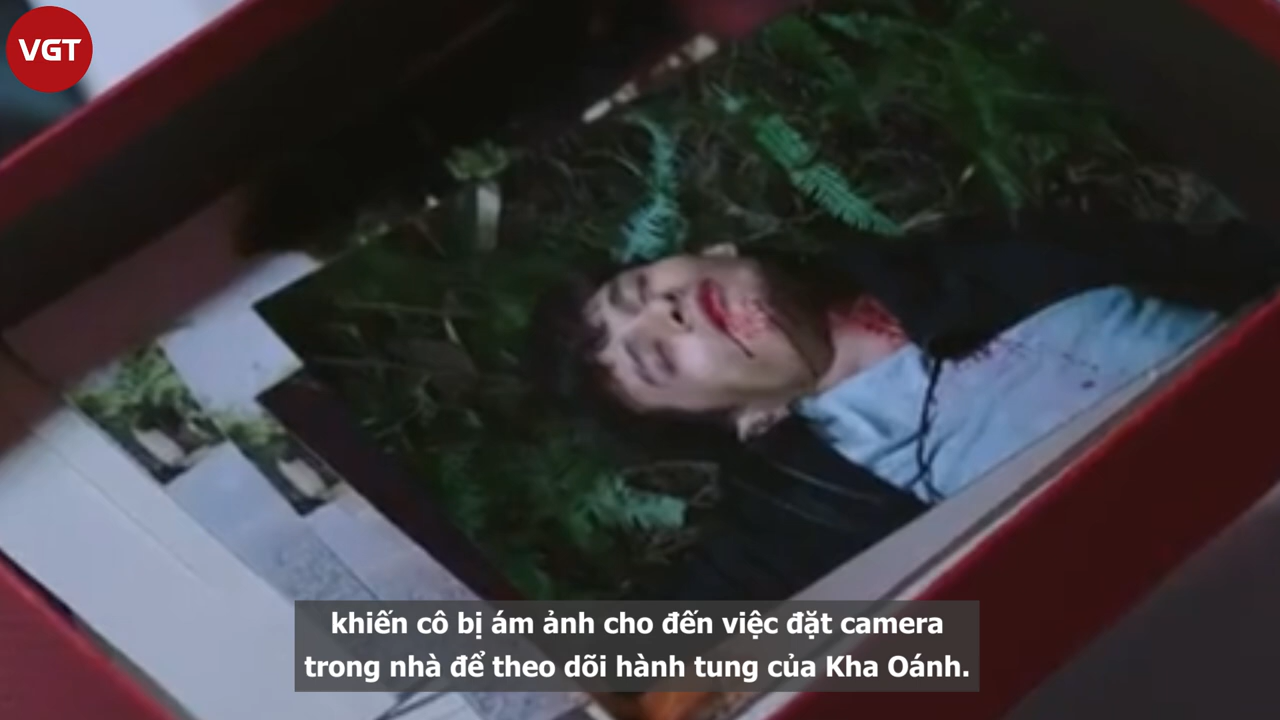 VGT
khiến cô bị ám ảnh cho đến việc đặt camera
trong nhà để theo dõi hành tung của Kha Oánh.